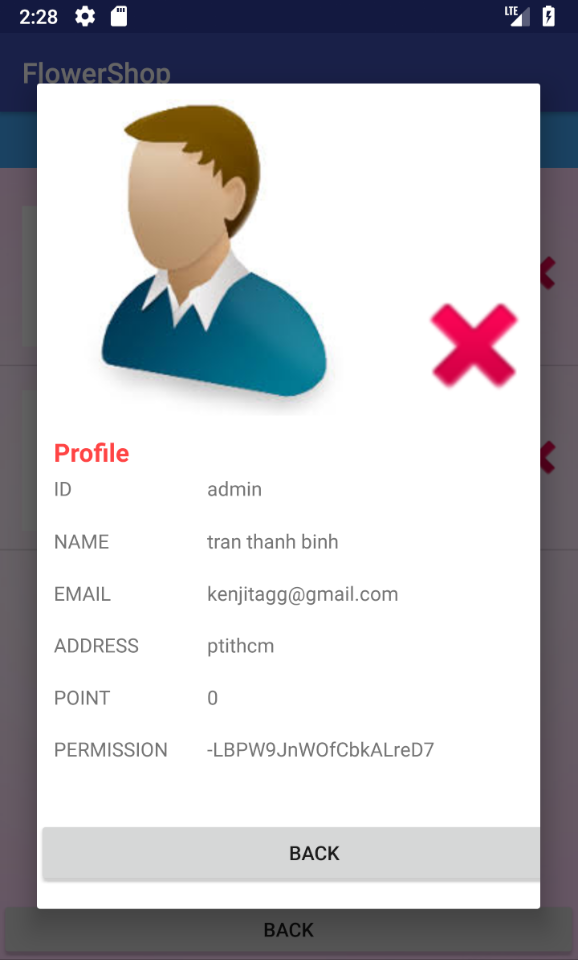 2:28 LTE
FlowerShop
Profile
ID admin
NAME tran thanh binh
EMAIL kenjitagg@gmail.com
ADDRESS ptithcm
POINT 0
PERMISSION -LBPW9JnWOfCbkALreD7
BACK
BACK